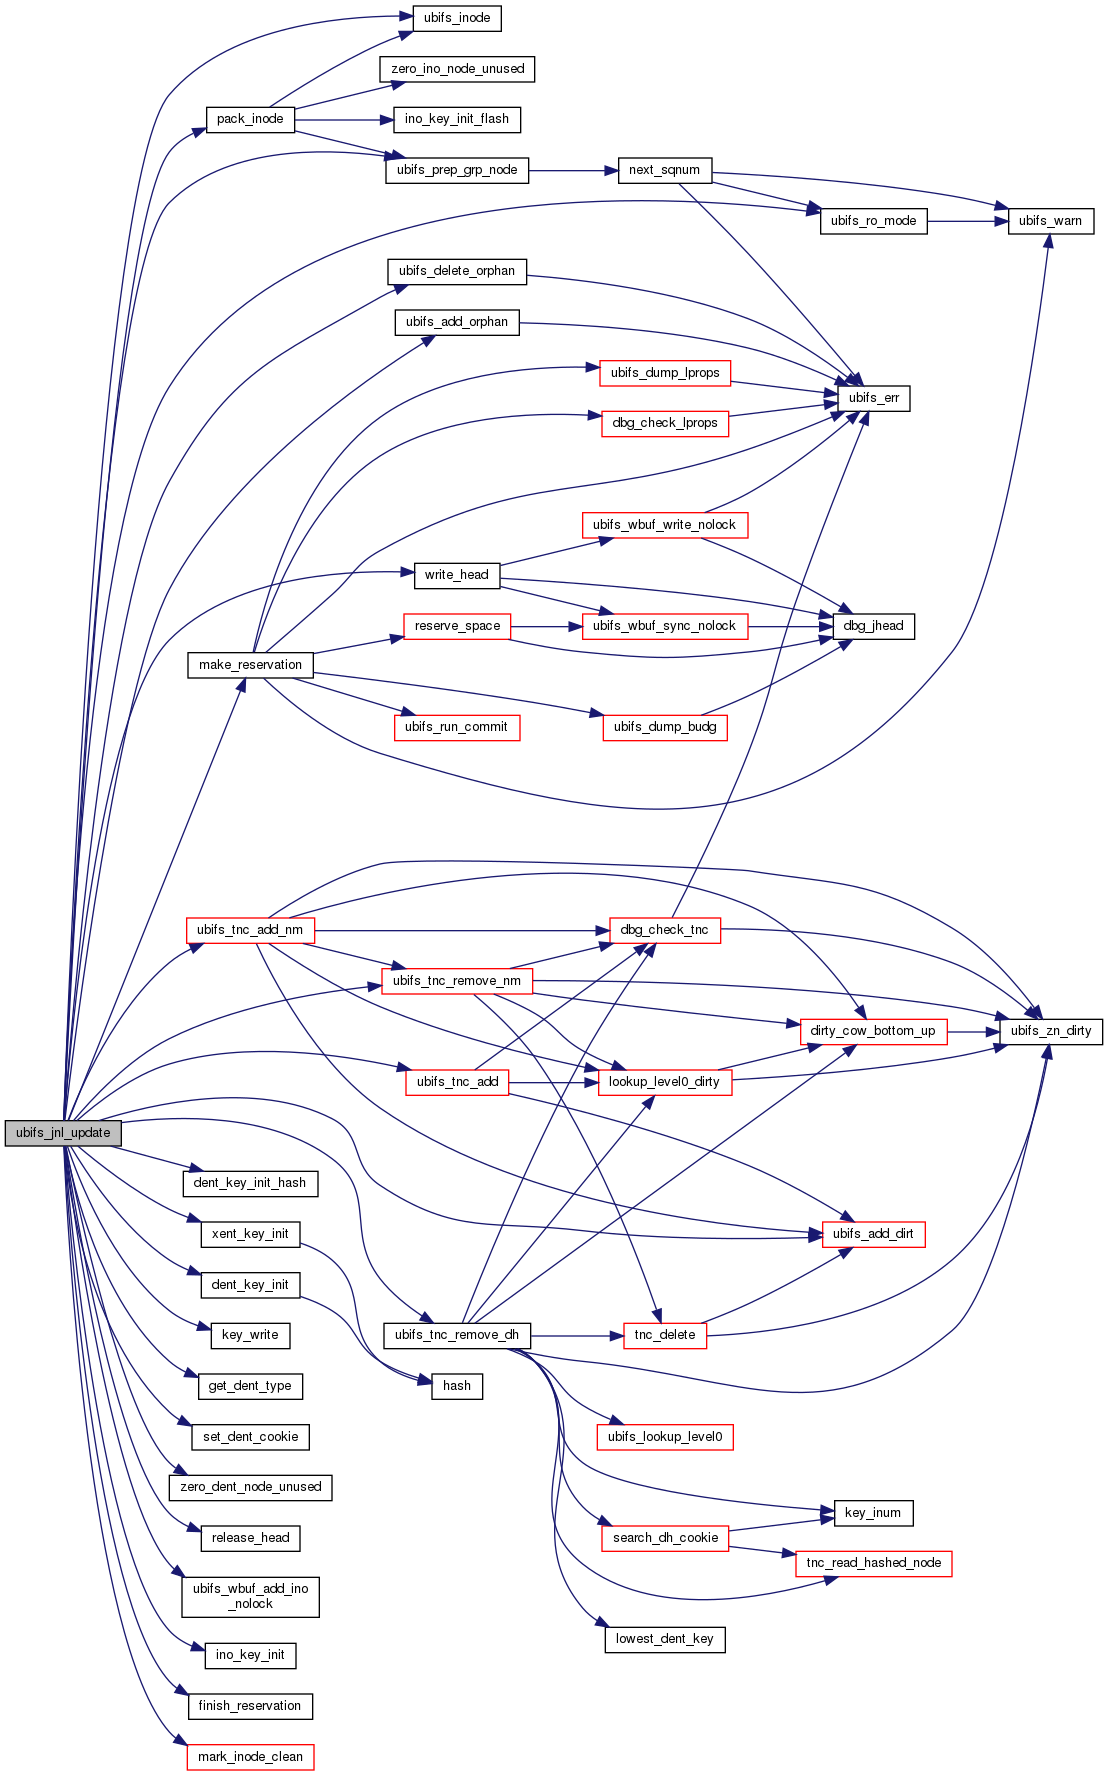 ubifs_inode
zero_ino_node_unused
pack_inode
ino_key_init_flash
ubifs_prep_grp_node
next_sqnum
ubifs_ro_mode
ubifs_warn
ubifs_delete_orphan
ubifs_add_orphan
ubifs_dump_lprops
ubifs_err
dbg_check_lprops
ubifs_wbuf_write_nolock
write_head
reserve_space
ubifs_wbuf_sync_nolock
dbg_jhead
make_reservation
ubifs_run_commit
ubifs_dump_budg
ubifs_tnc_add_nm
dbg_check_tnc
ubifs_tnc_remove_nm
dirty_cow_bottom_up
ubifs_zn_dirty
ubifs_tnc_add
lookup_level0_dirty
ubifs_jnl_update
dent_key_init_hash
xent_key_init
ubifs_add_dirt
dent_key_init
key_write
ubifs_tnc_remove_dh
tnc_delete
get_dent_type
hash
set_dent_cookie
ubifs_lookup_level0
zero_dent_node_unused
key_inum
release_head
search_dh_cookie
tnc_read_hashed_node
ubifs_wbuf_add_ino
_nolock
lowest_dent_key
ino_key_init
finish_reservation
mark_inode_clean